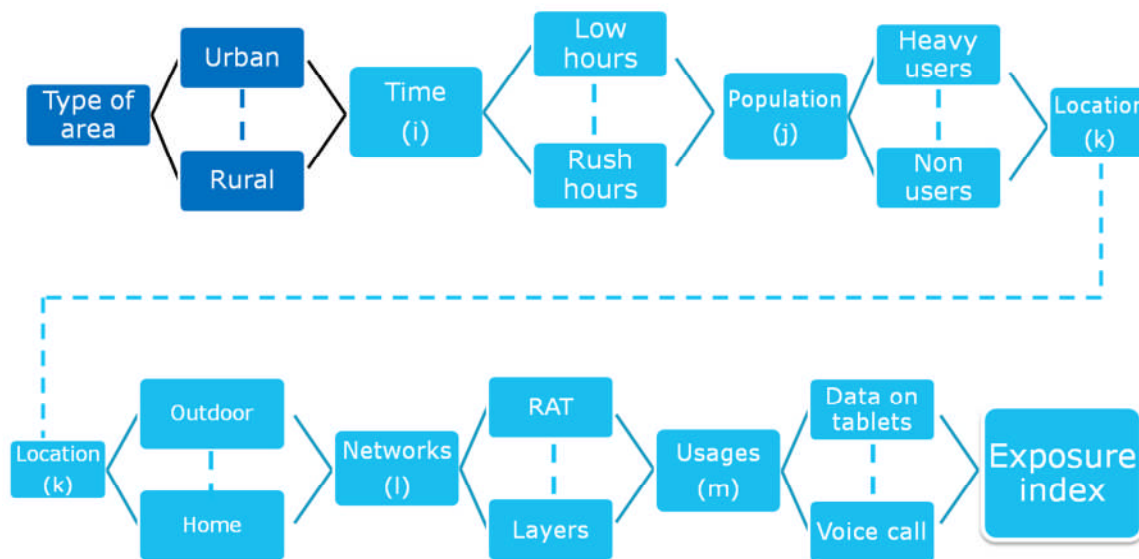 Type of
area
Urban
Rural
Time
(i)
Low
hours
Rush
hours
Population
(j)
Heavy
users
Non
users
Location
(k)
Location
(k)
Outdoor
Home
Networks
(l)
RAT
Layers
Usages
(m)
Data on
tablets
Voice call
Exposure
index